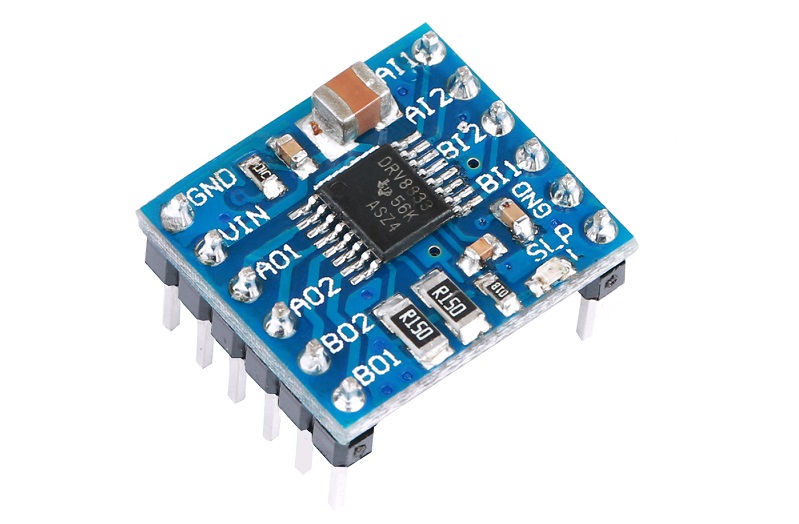 AI1
AI2
BI2
BI1
GND
SLP
DRV8833
56K
ASZ4
GND
VIN
AO1
AO2
BO2
BO1
R150
R150